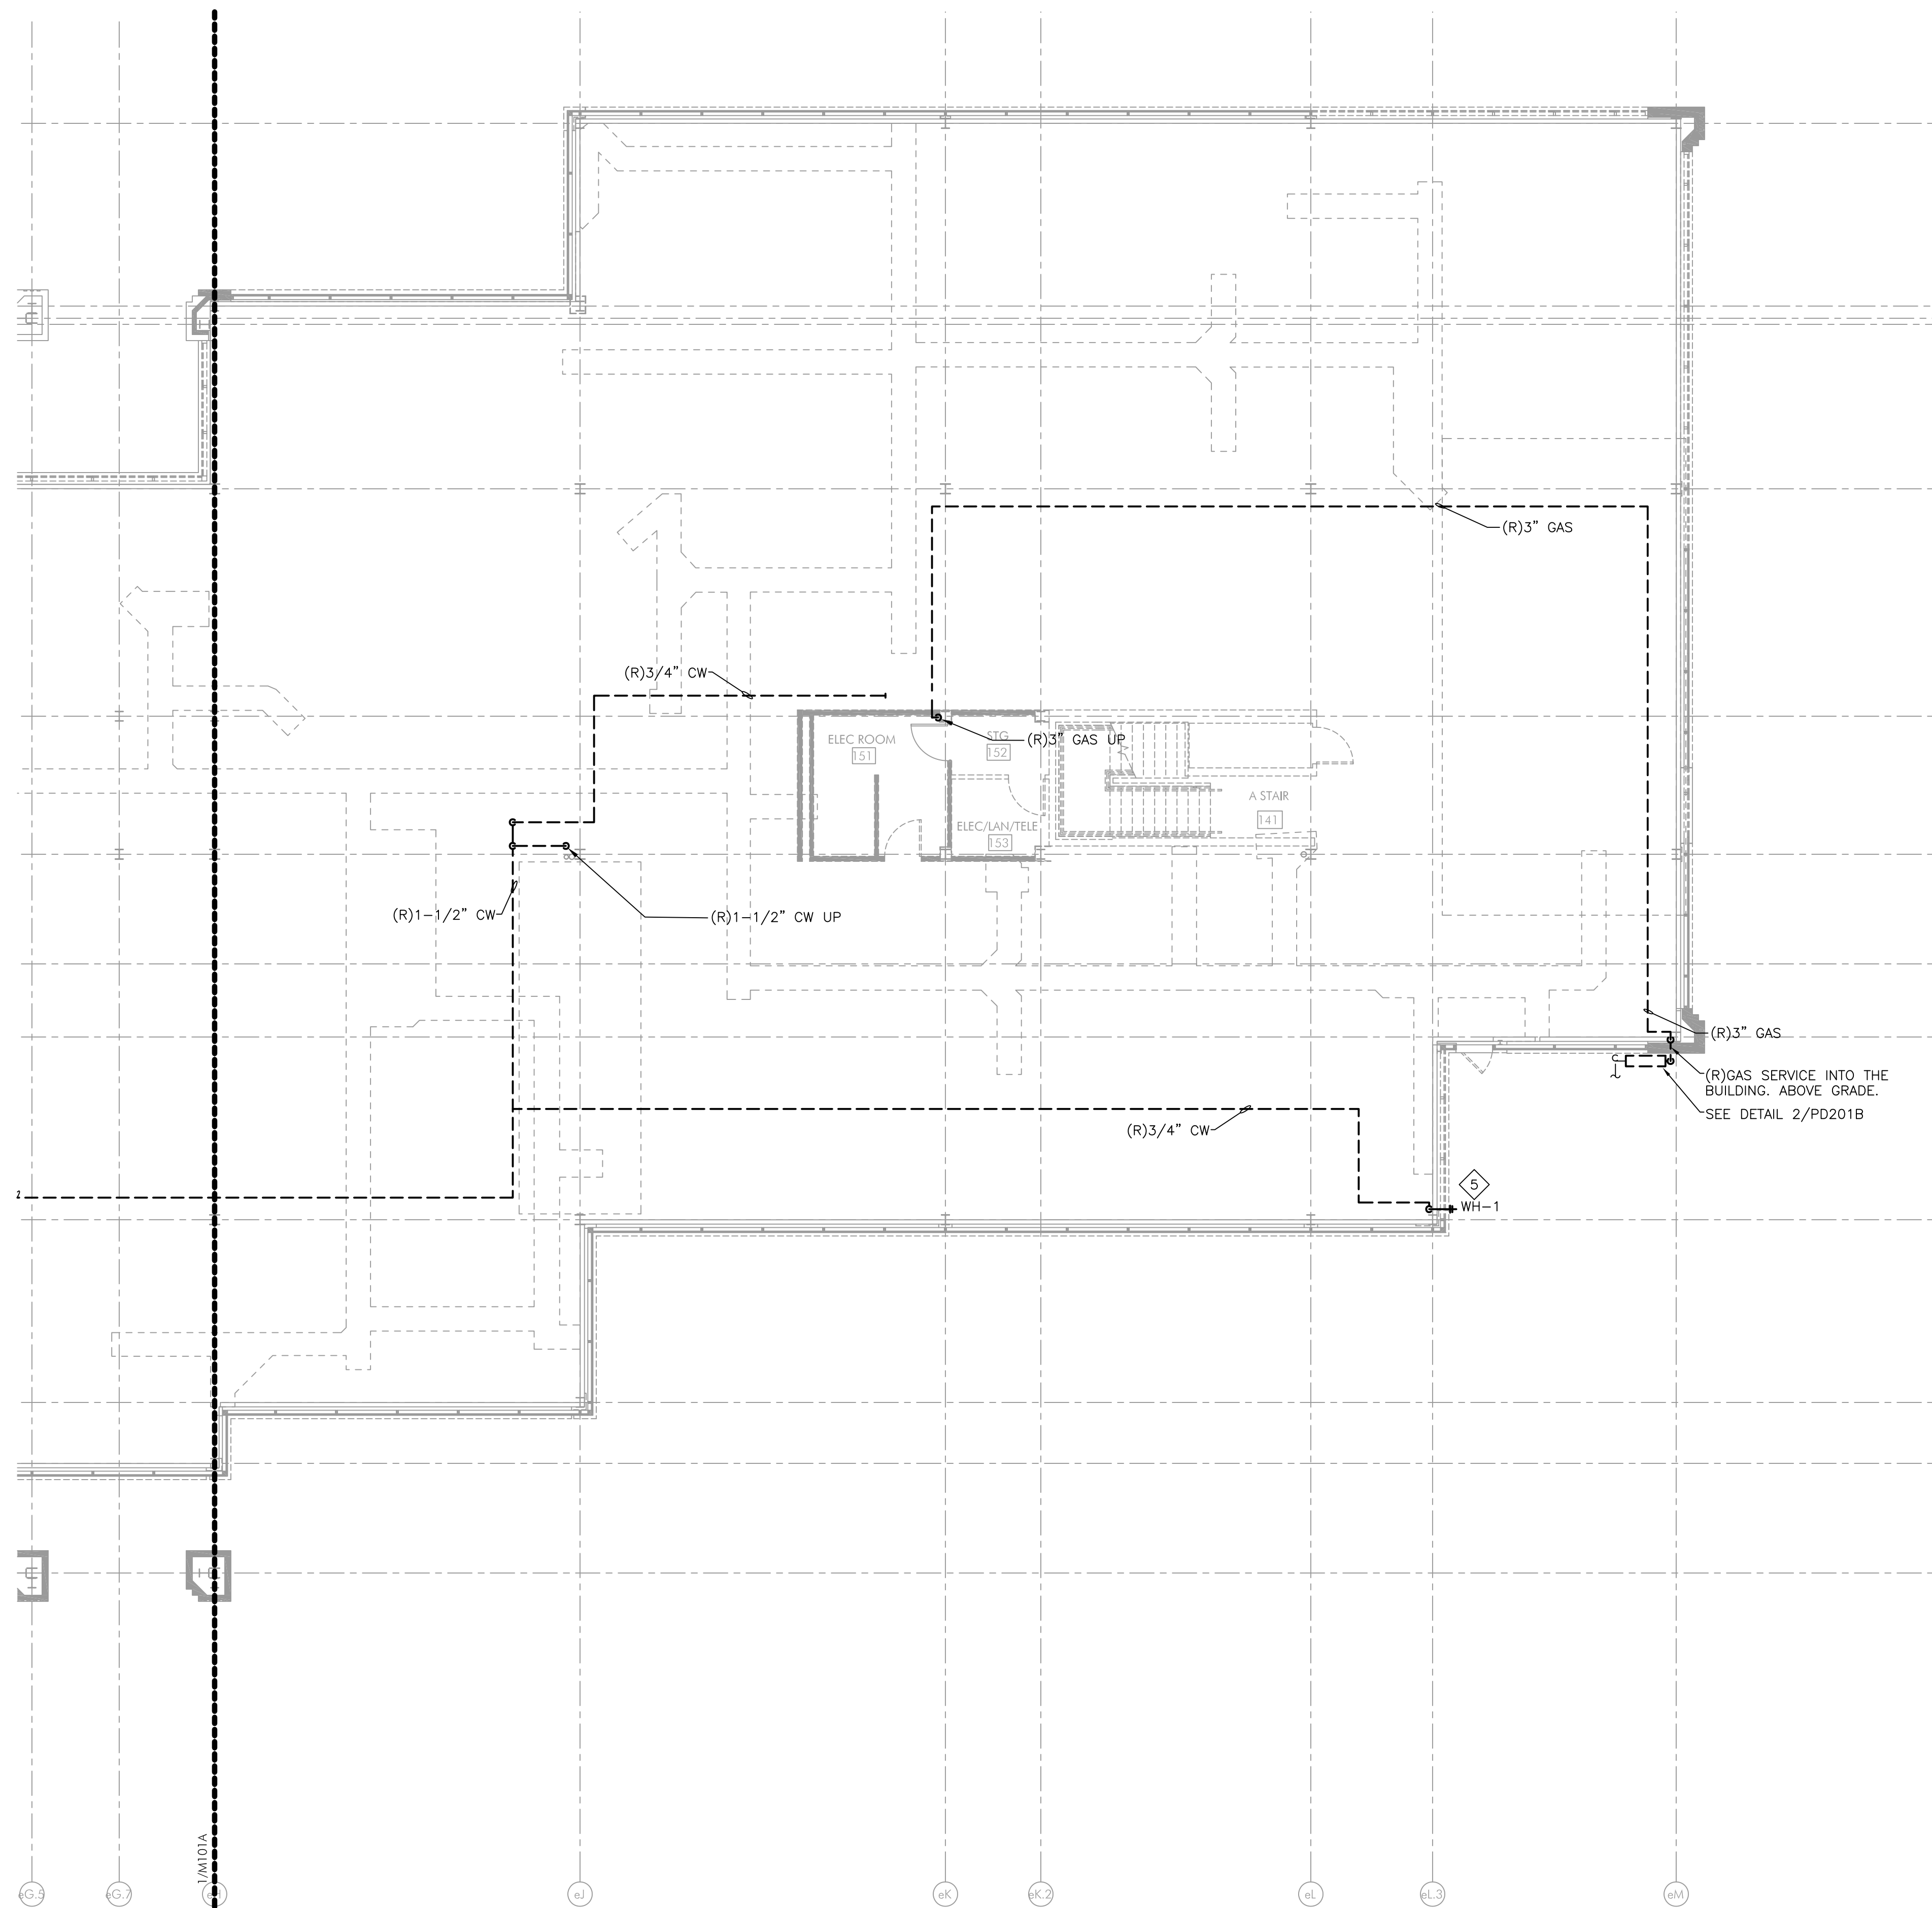 (R)3” GAS
(R)3/4” CW
ELEC ROOM
151
STG
152
(R)3” GAS UP
A STAIR
141
ELEC/LAN/TELE
153
(R)1-1/2” CW
(R)1-1/2” CW UP
(R)3” GAS
(R)GAS SERVICE INTO THE
BUILDING. ABOVE GRADE.
SEE DETAIL 2/PD201B
(R)3/4” CW
5
WH-1
1/M101A
eG.5
eG.7
eH
eJ
eK
eK.2
eL
eL.3
eM